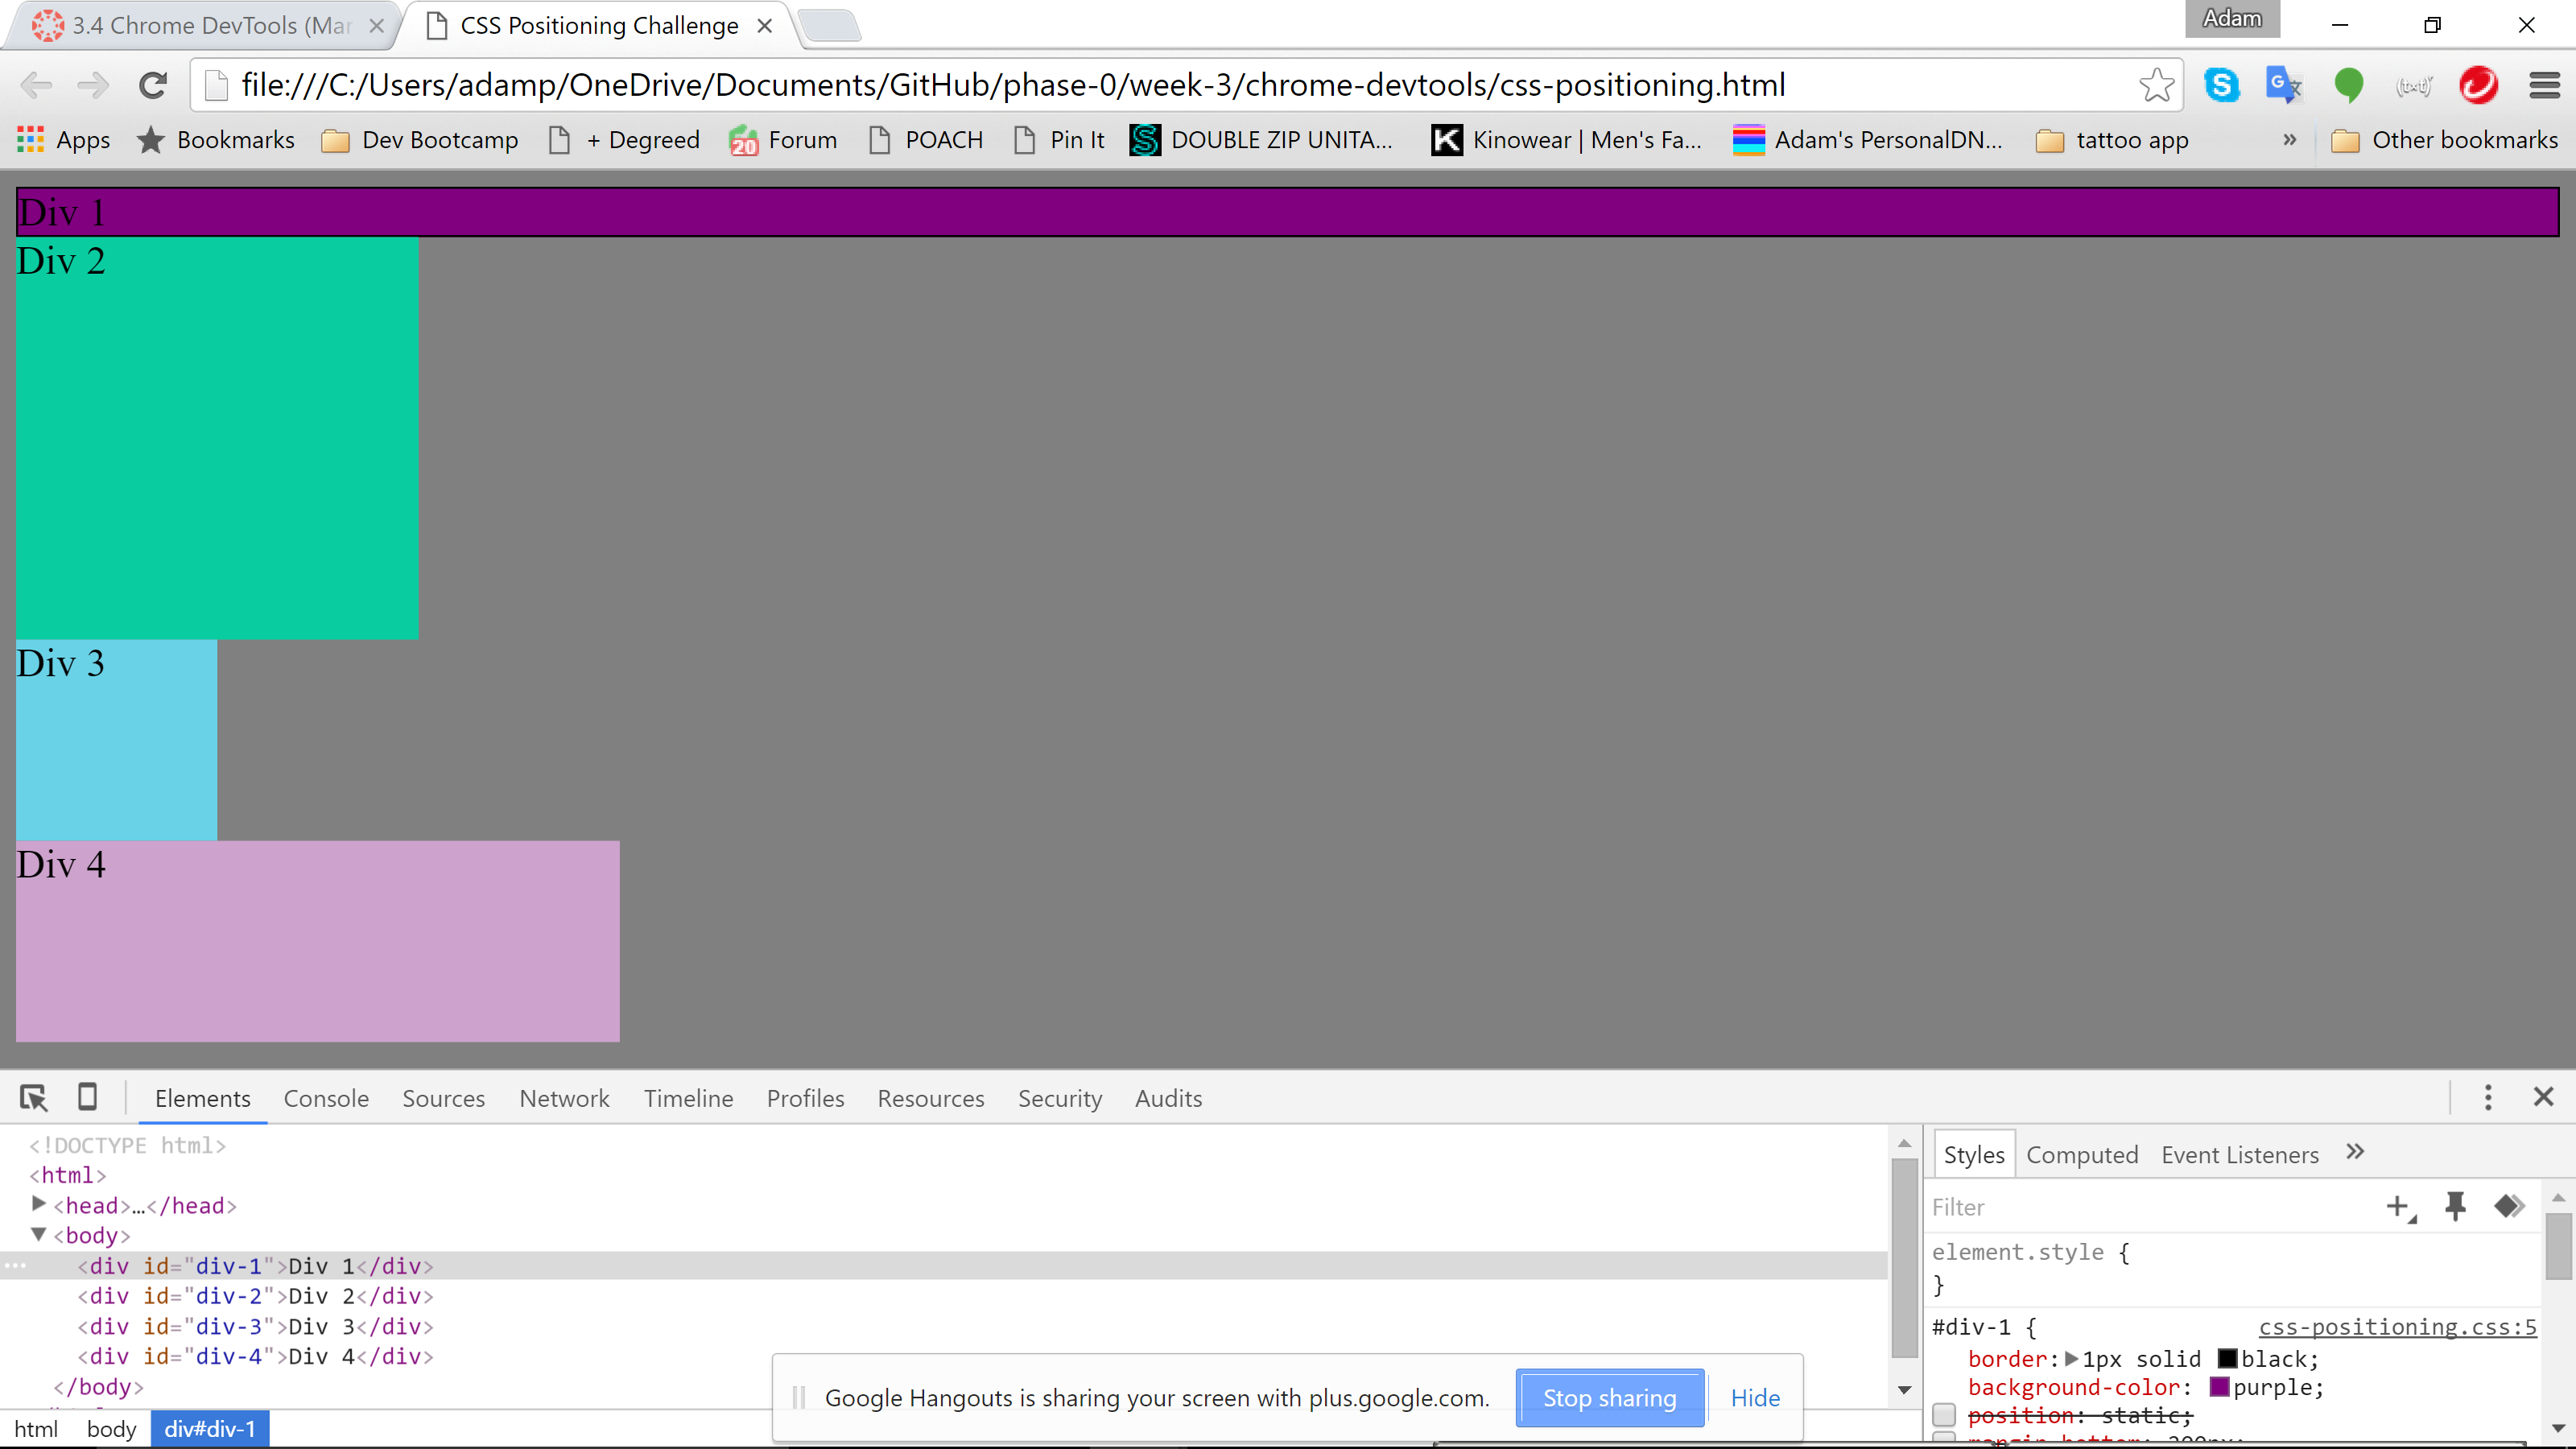 3.4 Chrome DevTools (Mar
CSS Positioning Challenge
Adam
file:///C:/Users/adamp/OneDrive/Documents/GitHub/phase-0/week-3/chrome-devtools/css-positioning.html
Apps Bookmarks Dev Bootcamp + Degreed 20 Forum POACH Pin It DOUBLE ZIP UNITA... Kinowear | Men's Fa... Adam's PersonalDN... tattoo app » Other bookmarks
Div 1
Div 2
Div 3
Div 4
Elements Console Sources Network Timeline Profiles Resources Security Audits
<!DOCTYPE html>
<html>
<head>…</head>
<body>
<div id="div-1">Div 1</div>
<div id="div-2">Div 2</div>
<div id="div-3">Div 3</div>
<div id="div-4">Div 4</div>
</body>
html body div#div-1
Google Hangouts is sharing your screen with plus.google.com. Stop sharing Hide
Styles Computed Event Listeners »
Filter
element.style {
}
#div-1 { css-positioning.css:5
border: 1px solid black;
background-color: purple;
position: static;